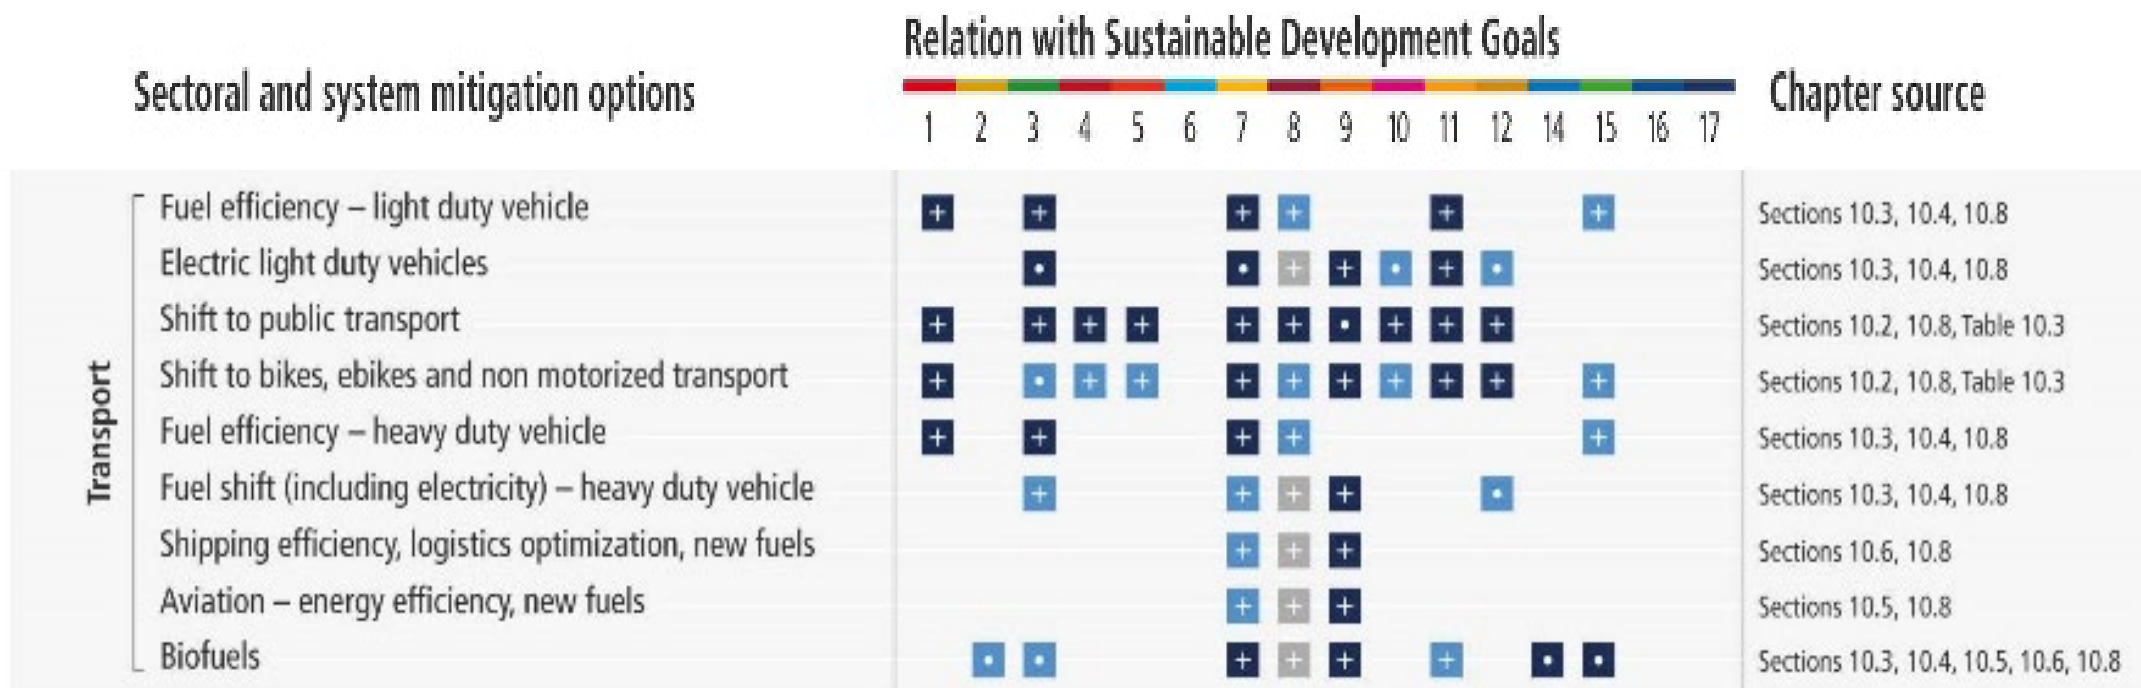 Relation with Sustainable Development Goals
Sectoral and system mitigation options
Chapter source
1 2 3 4 5 6 7 8 9 10 11 12 14 15 16 17
Transport
Fuel efficiency – light duty vehicle + + + + + + Sections 10.3, 10.4, 10.8
Electric light duty vehicles • • + + • + • Sections 10.3, 10.4, 10.8
Shift to public transport + + + + + + • + + + Sections 10.2, 10.8, Table 10.3
Shift to bikes, ebikes and non motorized transport + • + + + + + + + + + Sections 10.2, 10.8, Table 10.3
Fuel efficiency – heavy duty vehicle + + + + + Sections 10.3, 10.4, 10.8
Fuel shift (including electricity) – heavy duty vehicle + + + + • Sections 10.3, 10.4, 10.8
Shipping efficiency, logistics optimization, new fuels + + + Sections 10.6, 10.8
Aviation – energy efficiency, new fuels + + + Sections 10.5, 10.8
Biofuels • • + + + + • • Sections 10.3, 10.4, 10.5, 10.6, 10.8